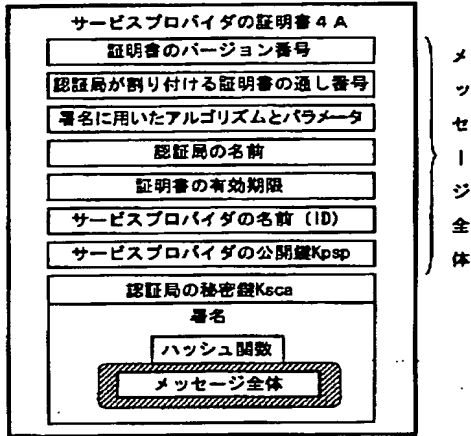 サービスプロバイダの証明書4A
証明書のバージョン番号
認証局が割り付ける証明書の通し番号
署名に用いたアルゴリズムとパラメータ
認証局の名前
証明書の有効期限
サービスプロバイダの名前(ID)
サービスプロバイダの公開鍵Kpsp
認証局の秘密鍵Ksca
署名
ハッシュ関数
メッセージ全体
メッセージ全体